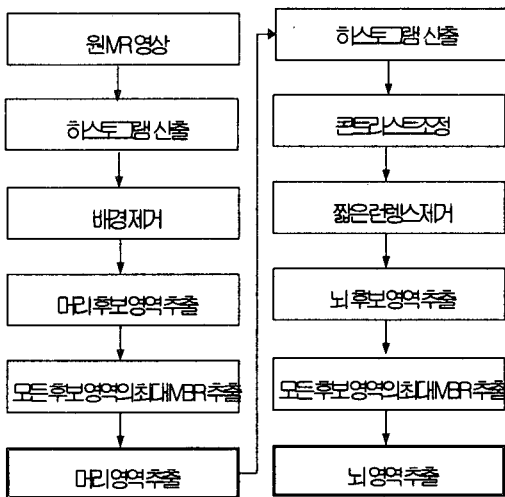 원MR영상
히스토그램 산출
배경제거
머리 후보영역 추출
모든 후보 영역의 최대MBR 추출
머리 영역 추출
히스토그램 산출
콘트라스트조정
짧은런렝스제거
뇌 후보영역 추출
모든 후보 영역의 최대MBR 추출
뇌 영역 추출